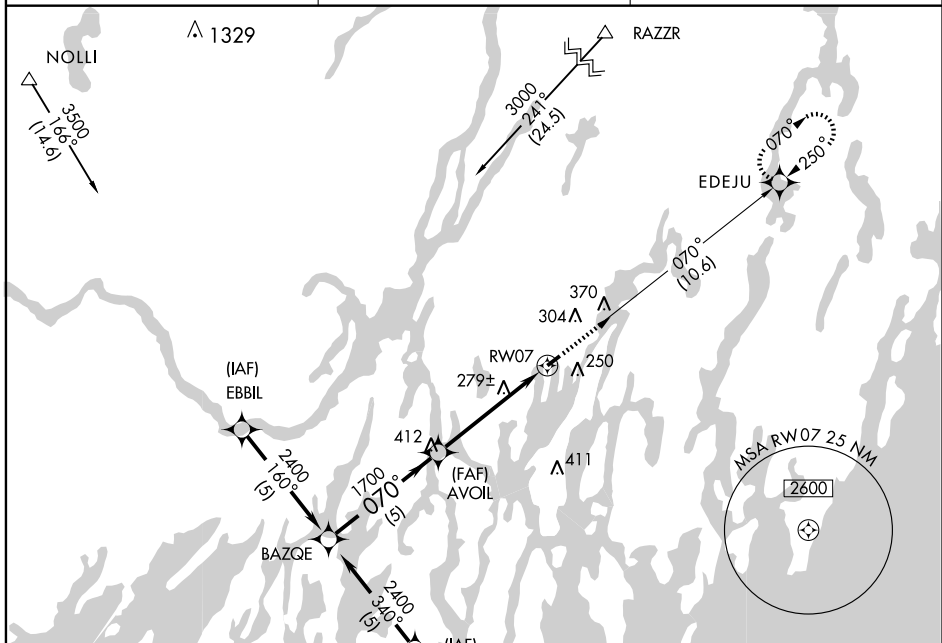 1329
NOLLI
3500
166°
(14.6)
RAZZR
3000
241°
(24.5)
070°
250°
EDEJU
070°
(10.6)
370
304
RW07
250
279±
(IAF)
EBBIL
412
(FAF)
AVOIL
411
2400
160°
(5)
1700
070°
(5)
BAZQE
MSA RW07 25 NM
2600
2400
340°
(5)
(IAF)